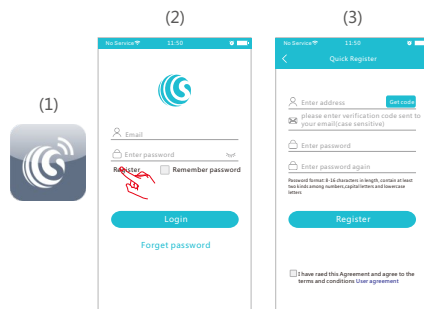 (1)
(2)
No Service 11:50
Email
Enter password
Register Remember password
Login
Forget password
(3)
No Service 11:50
Quick Register
Enter address Get code
please enter verification code sent to
your email(case sensitive)
Enter password
Enter password again
Password format: 8-16 characters in length, contain at least
two kinds among numbers,capital letters and lowercase
letters
Register
I have raed this Agreement and agree to the
terms and conditions User agreement